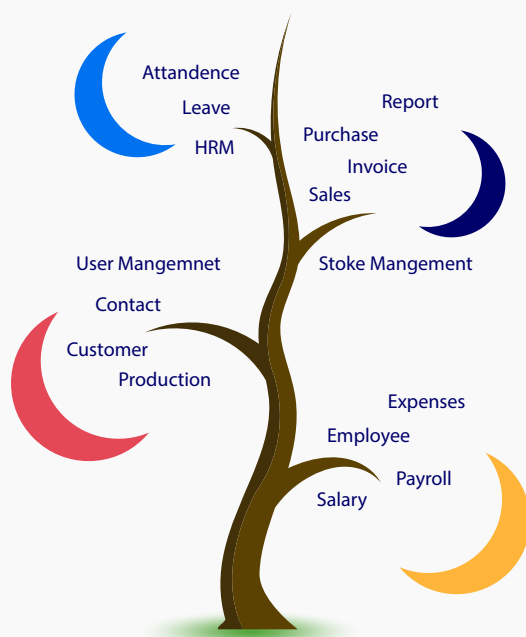 Attandence
Leave
HRM
Report
Purchase
Invoice
Sales
User Mangemnet
Stoke Mangement
Contact
Customer
Production
Expenses
Employee
Payroll
Salary